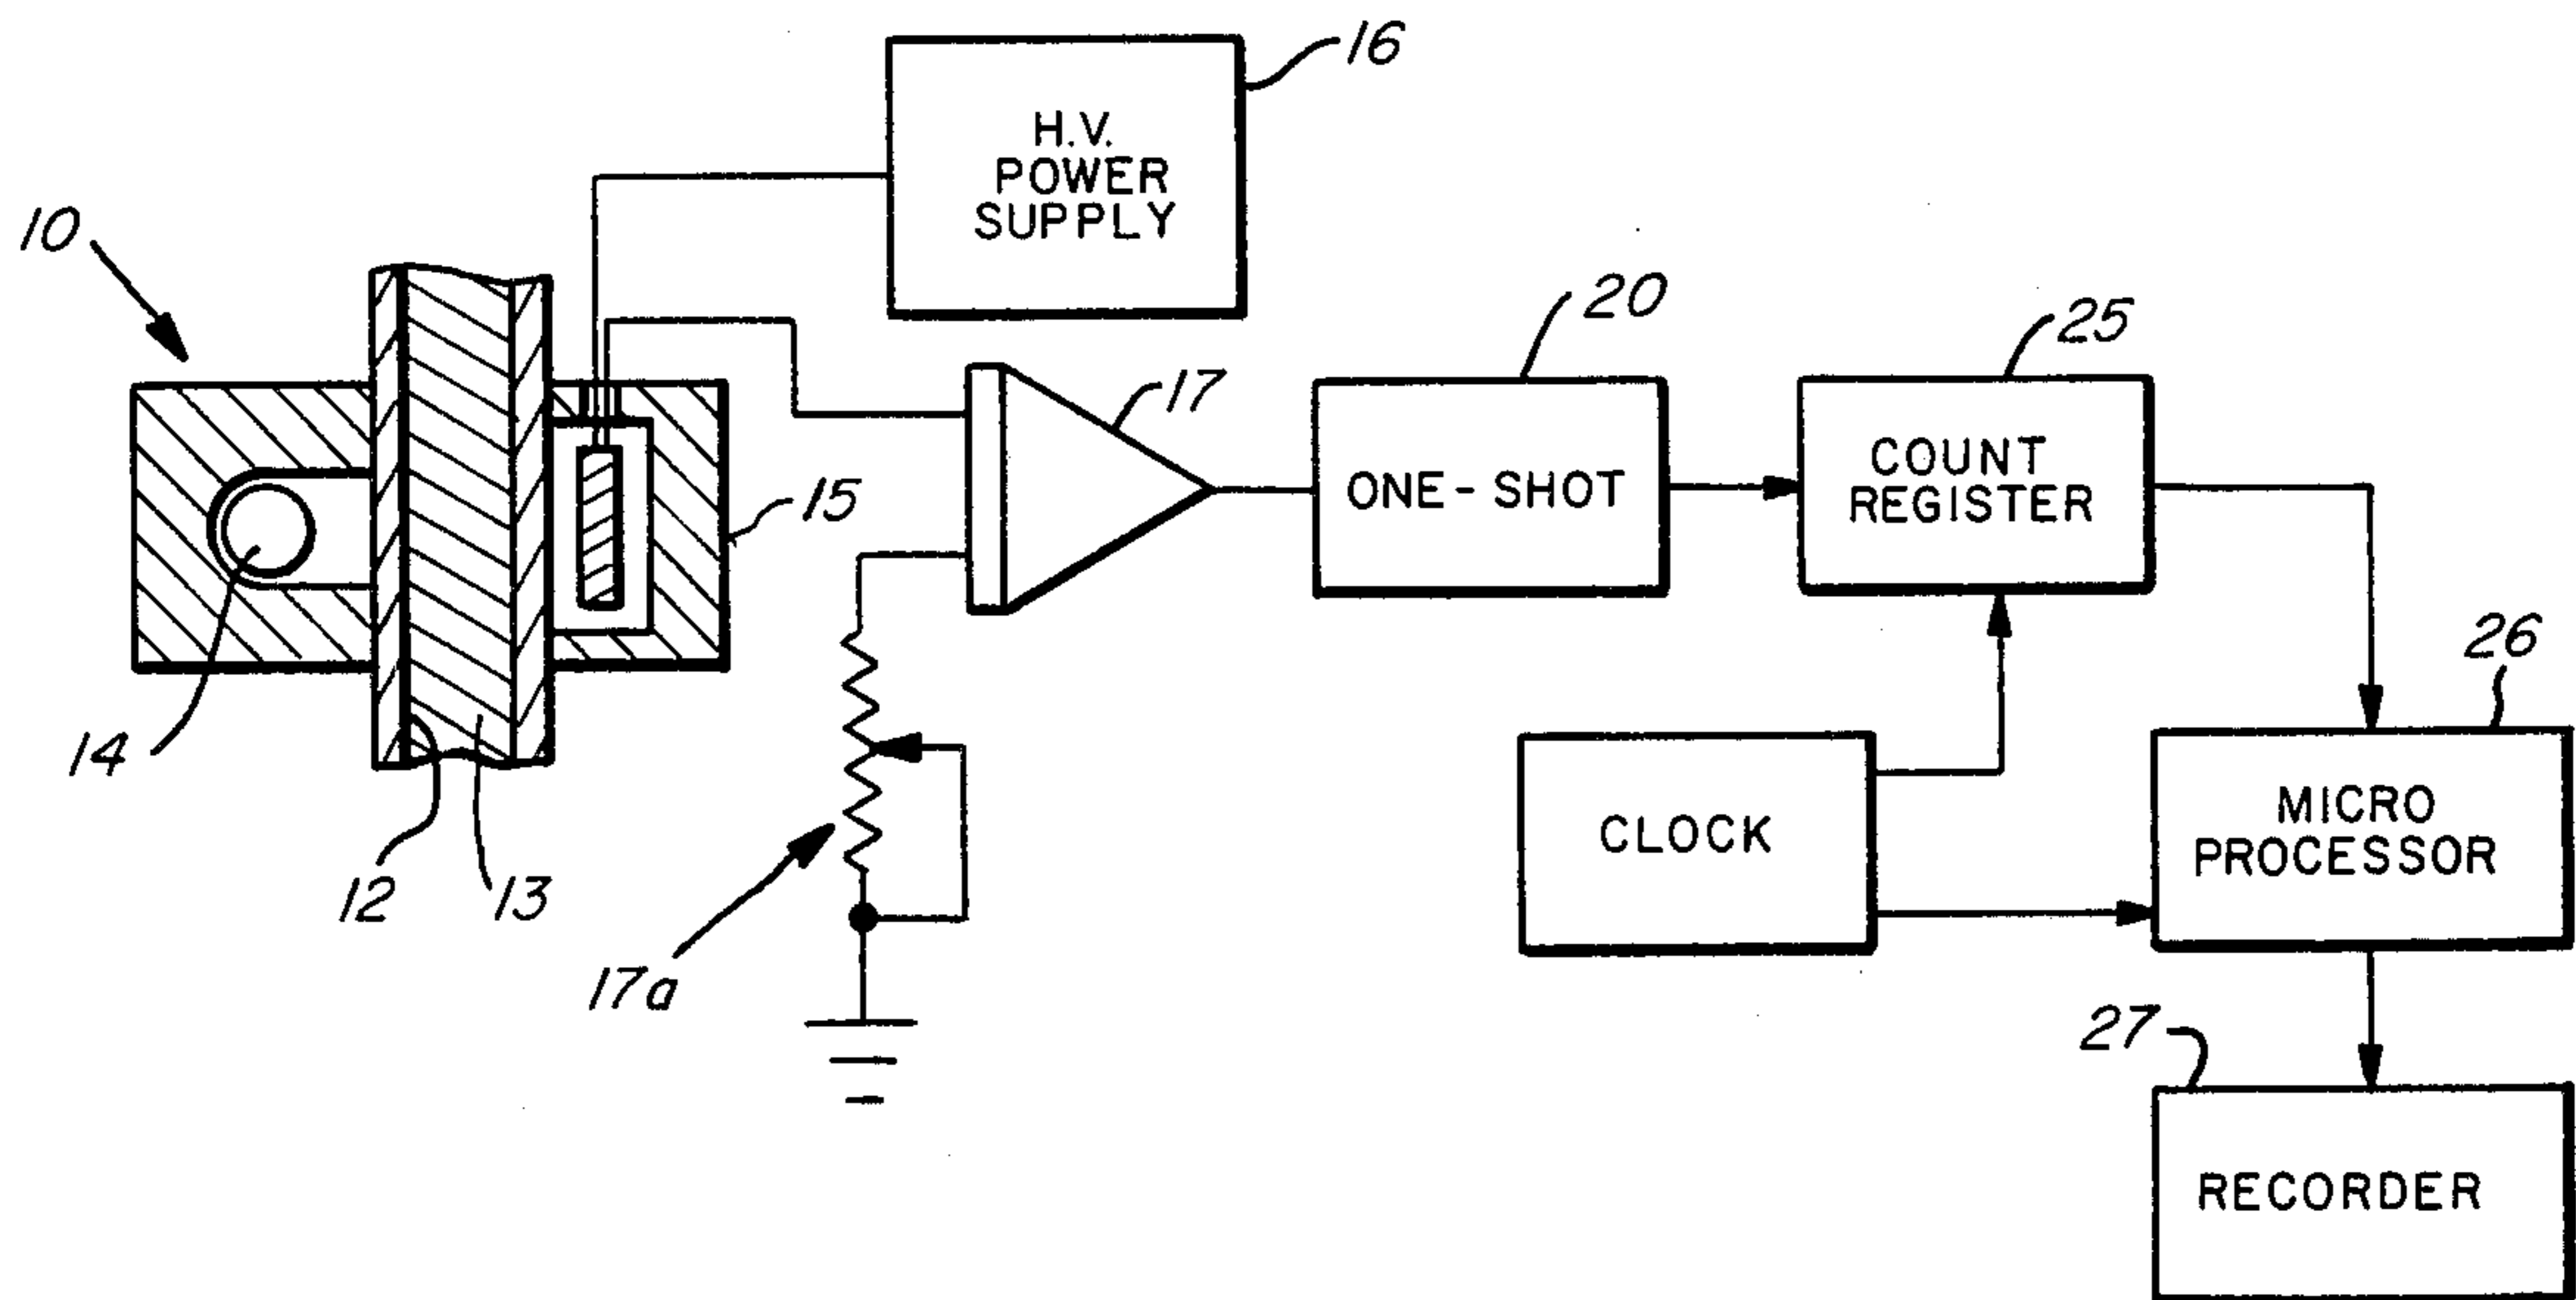 16
H.V.
POWER
SUPPLY
10
20
25
17
15
ONE-SHOT
COUNT
REGISTER
26
14
12
13
17a
CLOCK
MICRO
PROCESSOR
27
RECORDER